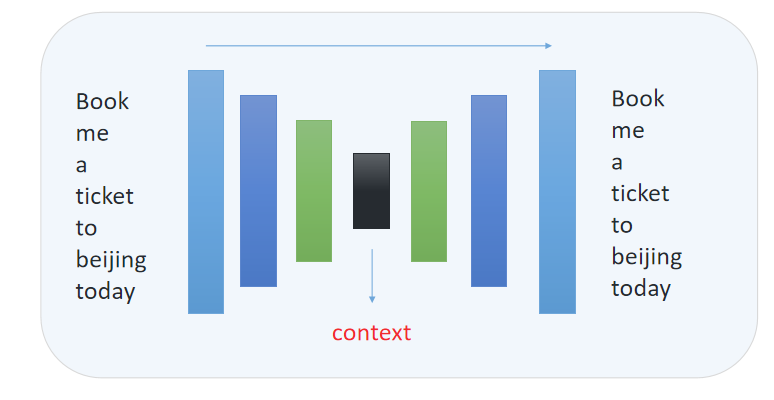 Book
me
a
ticket
to
beijing
today
context
Book
me
a
ticket
to
beijing
today